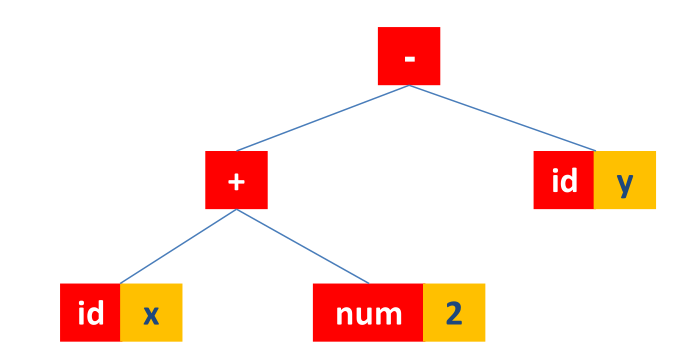 -
+
id y
id x
num 2